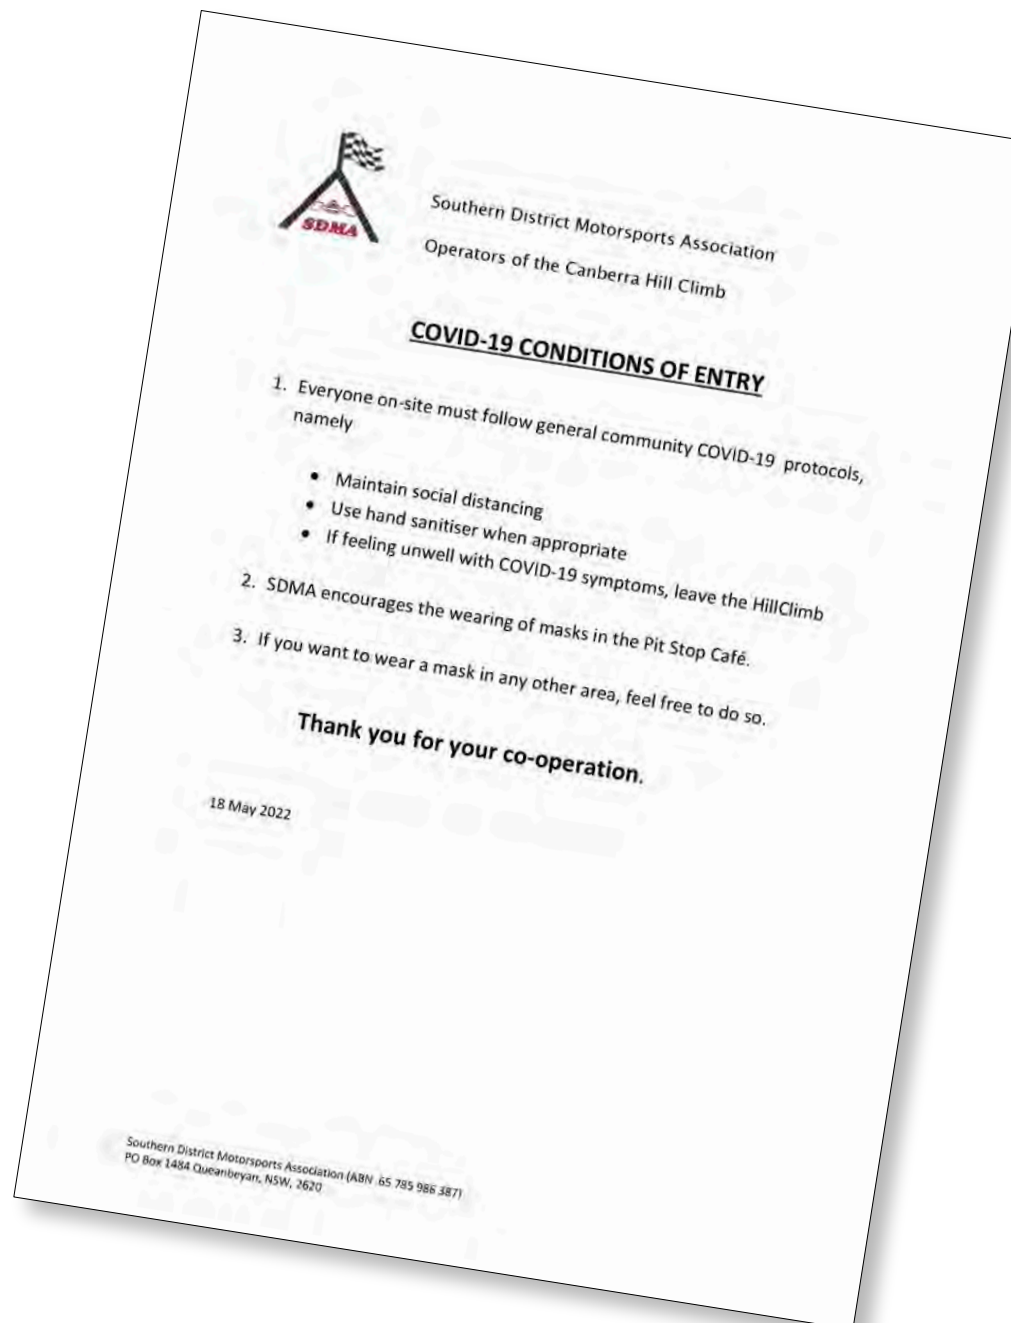 SDMA
Southern District Motorsports Association
Operators of the Canberra Hill Climb
COVID-19 CONDITIONS OF ENTRY
1. Everyone on-site must follow general community COVID-19 protocols,
namely
• Maintain social distancing
• Use hand sanitiser when appropriate
• If feeling unwell with COVID-19 symptoms, leave the HillClimb
2. SDMA encourages the wearing of masks in the Pit Stop Café.
3. If you want to wear a mask in any other area, feel free to do so.
Thank you for your co-operation.
18 May 2022
Southern District Motorsports Association (ABN 65 785 986 387)
PO Box 1484 Queanbeyan, NSW, 2620